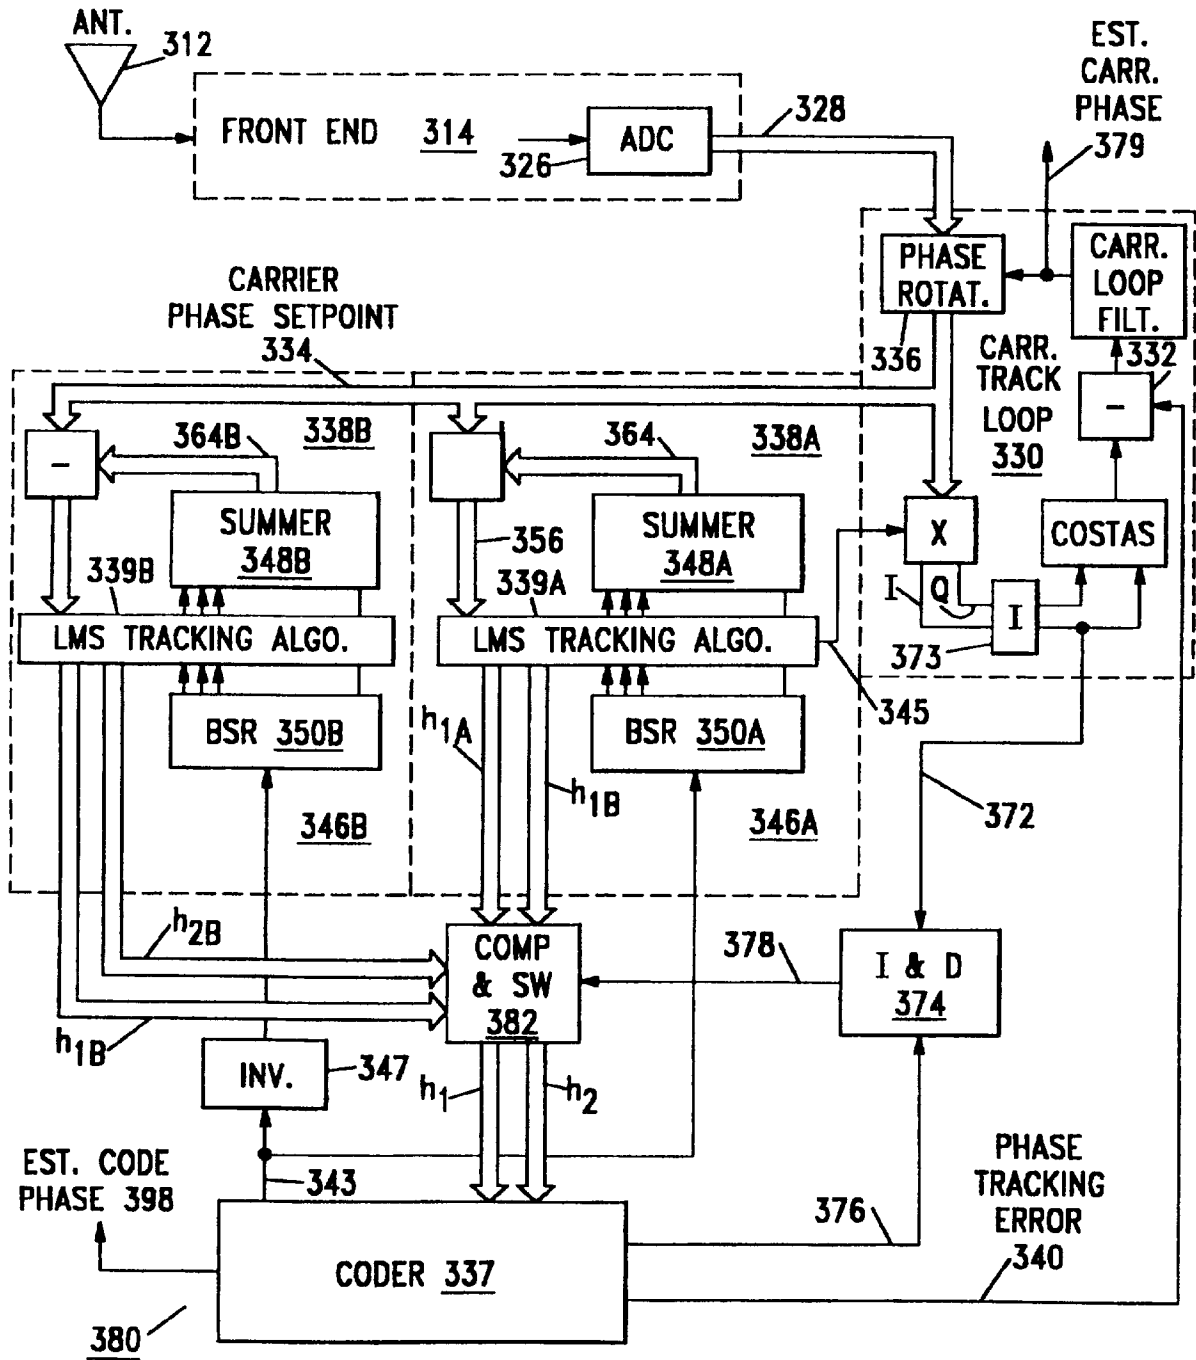 ANT.
312
FRONT END 314
326
ADC
328
EST.
CARR.
PHASE
379
PHASE
ROTAT.
336
CARR.
LOOP
FILT.
332
CARR.
TRACK
LOOP
330
–
CARRIER
PHASE SETPOINT
334
–
364B
338B
SUMMER
348B
339B
LMS TRACKING ALGO.
BSR 350B
346B
364
338A
SUMMER
348A
356
339A
LMS TRACKING ALGO.
BSR 350A
346A
X
COSTAS
I
Q
I
373
345
h1A
h1B
372
h2B
h1B
COMP
& SW
382
378
I & D
374
INV.
347
h1
h2
EST. CODE
PHASE 398
343
CODER 337
376
PHASE
TRACKING
ERROR
340
380